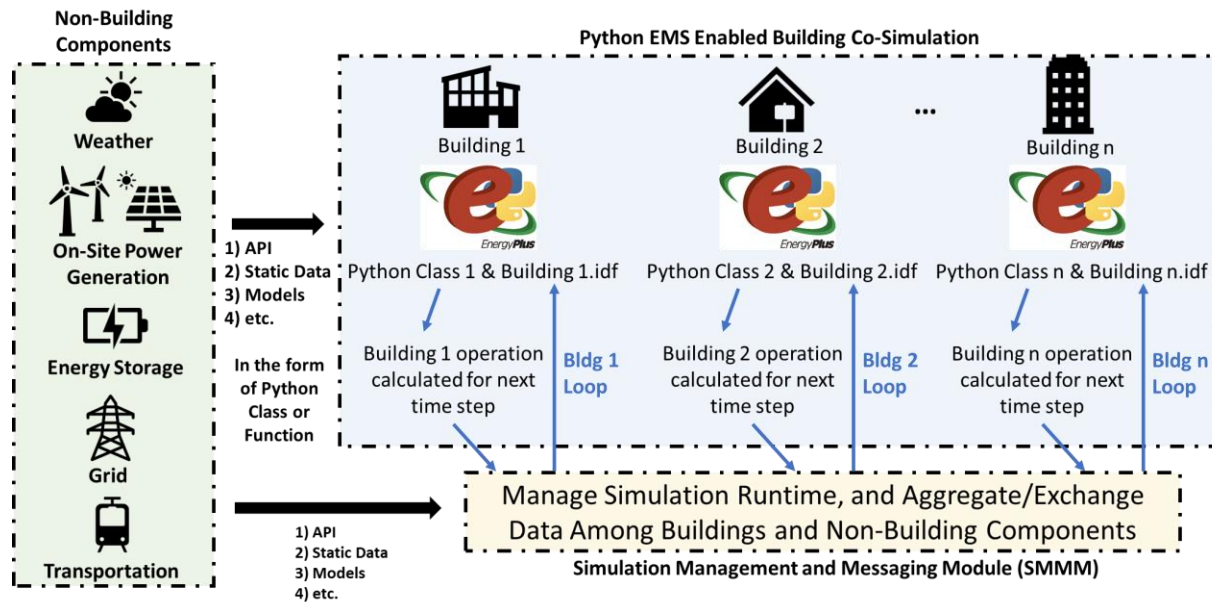 Non-Building
Components
Weather
On-Site Power
Generation
Energy Storage
Grid
Transportation
1) API
2) Static Data
3) Models
4) etc.
In the form
of Python
Class or
Function
1) API
2) Static Data
3) Models
4) etc.
Python EMS Enabled Building Co-Simulation
...
Building 1
EnergyPlus
Python Class 1 & Building 1.idf
Building 1 operation
calculated for next
time step
Bldg 1
Loop
Building 2
EnergyPlus
Python Class 2 & Building 2.idf
Building 2 operation
calculated for next
time step
Bldg 2
Loop
Building n
EnergyPlus
Python Class n & Building n.idf
Building n operation
calculated for next
time step
Bldg n
Loop
Manage Simulation Runtime, and Aggregate/Exchange
Data Among Buildings and Non-Building Components
Simulation Management and Messaging Module (SMMM)